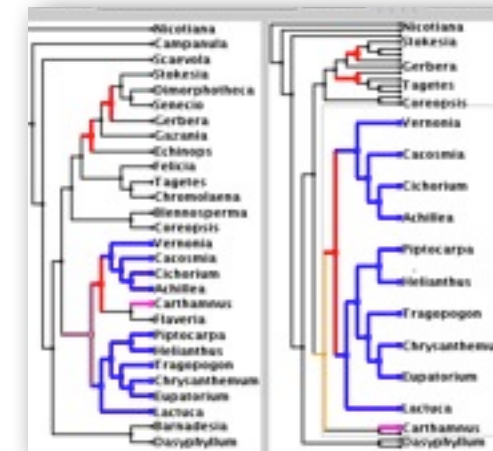 Nicotiana
Campanula
Scaevola
Stokesia
Dimorphotheca
Senecio
Gerbera
Gazania
Echinops
Felicia
Tagetes
Chromolaena
Blennosperma
Coreopsis
Vernonia
Cacosmia
Cichorium
Achillea
Carthamnus
Flaveria
Piptocarpa
Helianthus
Tragopogon
Chrysanthemum
Eupatorium
Lactuca
Barnadesia
Dasyphyllum
Nicotiana
Stokesia
Gerbera
Tagetes
Coreopsis
Vernonia
Cacosmia
Cichorium
Achillea
Piptocarpa
Helianthus
Tragopogon
Chrysanthemu
Eupatorium
Lactuca
Carthamnus
Dasyphyllum